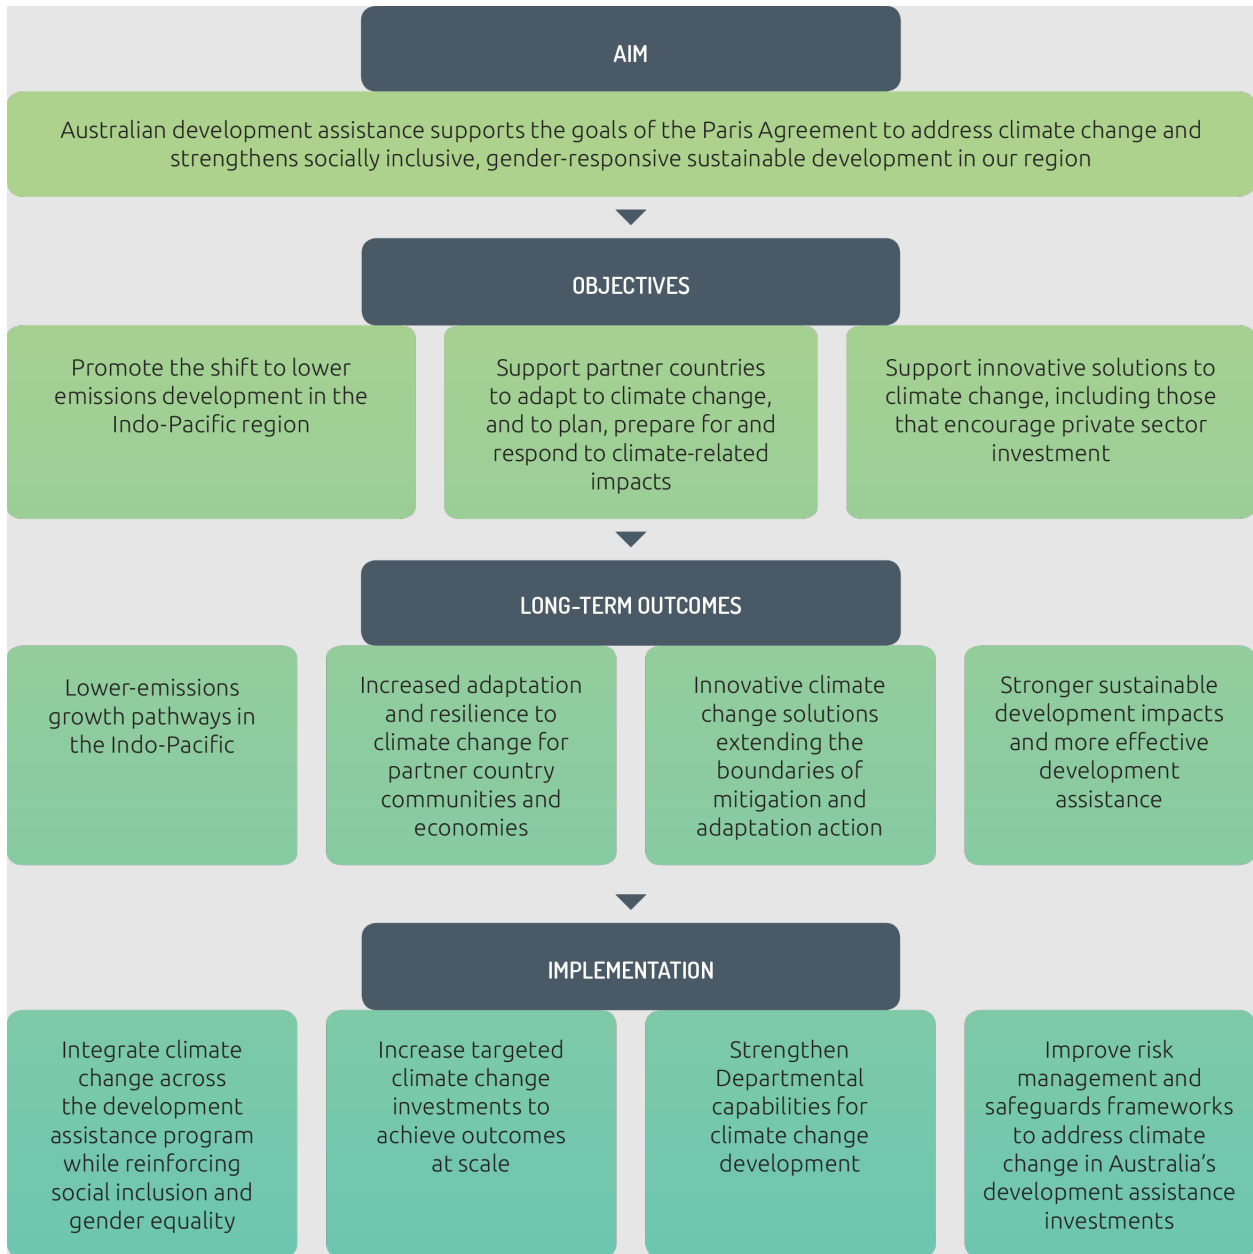 AIM
Australian development assistance supports the goals of the Paris Agreement to address climate change and
strengthens socially inclusive, gender-responsive sustainable development in our region
OBJECTIVES
Promote the shift to lower
emissions development in the
Indo-Pacific region
Support partner countries
to adapt to climate change,
and to plan, prepare for and
respond to climate-related
impacts
Support innovative solutions to
climate change, including those
that encourage private sector
investment
LONG-TERM OUTCOMES
Lower-emissions
growth pathways in
the Indo-Pacific
Increased adaptation
and resilience to
climate change for
partner country
communities and
economies
Innovative climate
change solutions
extending the
boundaries of
mitigation and
adaptation action
Stronger sustainable
development impacts
and more effective
development
assistance
IMPLEMENTATION
Integrate climate
change across
the development
assistance program
while reinforcing
social inclusion and
gender equality
Increase targeted
climate change
investments to
achieve outcomes
at scale
Strengthen
Departmental
capabilities for
climate change
development
Improve risk
management and
safeguards frameworks
to address climate
change in Australia’s
development assistance
investments